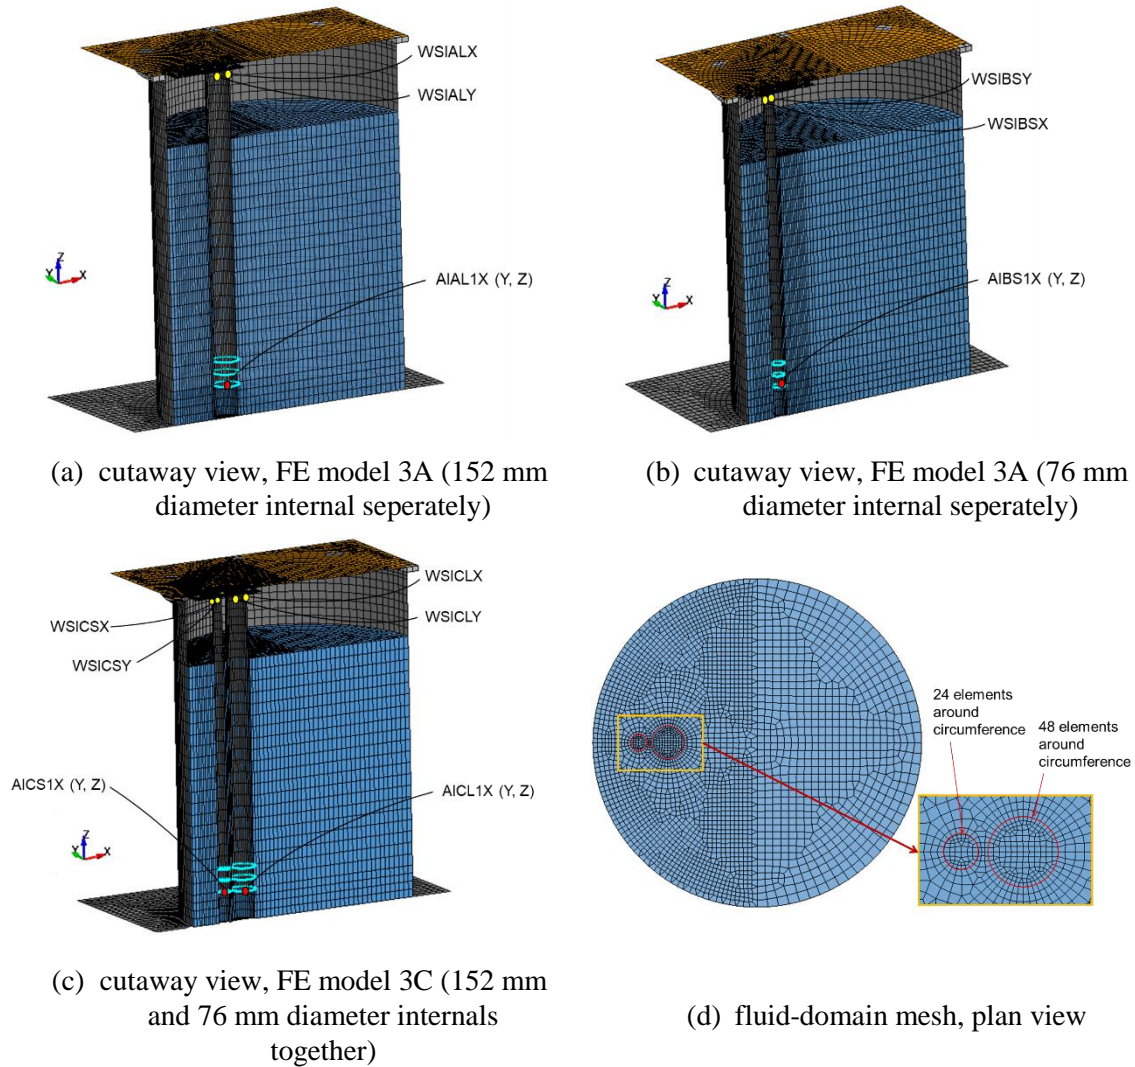 WSIALX
WSIALY
AIAL1X (Y, Z)
Z
Y
X
(a) cutaway view, FE model 3A (152 mm
diameter internal seperately)
WSIBSY
WSIBSX
AIBS1X (Y, Z)
Z
Y
X
(b) cutaway view, FE model 3A (76 mm
diameter internal seperately)
WSICLX
WSICLY
WSICSX
WSICSY
AICS1X (Y, Z)
AICL1X (Y, Z)
Z
Y
X
(c) cutaway view, FE model 3C (152 mm
and 76 mm diameter internals
together)
24 elements
around
circumference
48 elements
around
circumference
(d) fluid-domain mesh, plan view